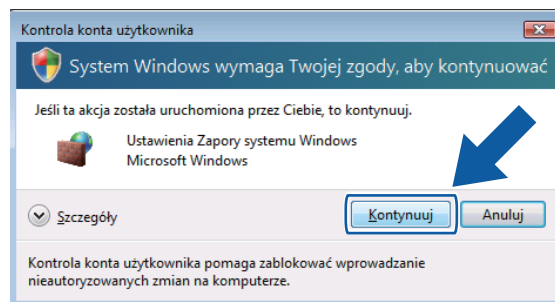 Kontrola konta użytkownika
System Windows wymaga Twojej zgody, aby kontynuować
Jeśli ta akcja została uruchomiona przez Ciebie, to kontynuuj.
Ustawienia Zapory systemu Windows
Microsoft Windows
Szczegóły
Kontynuuj
Anuluj
Kontrola konta użytkownika pomaga zablokować wprowadzanie
nieautoryzowanych zmian na komputerze.